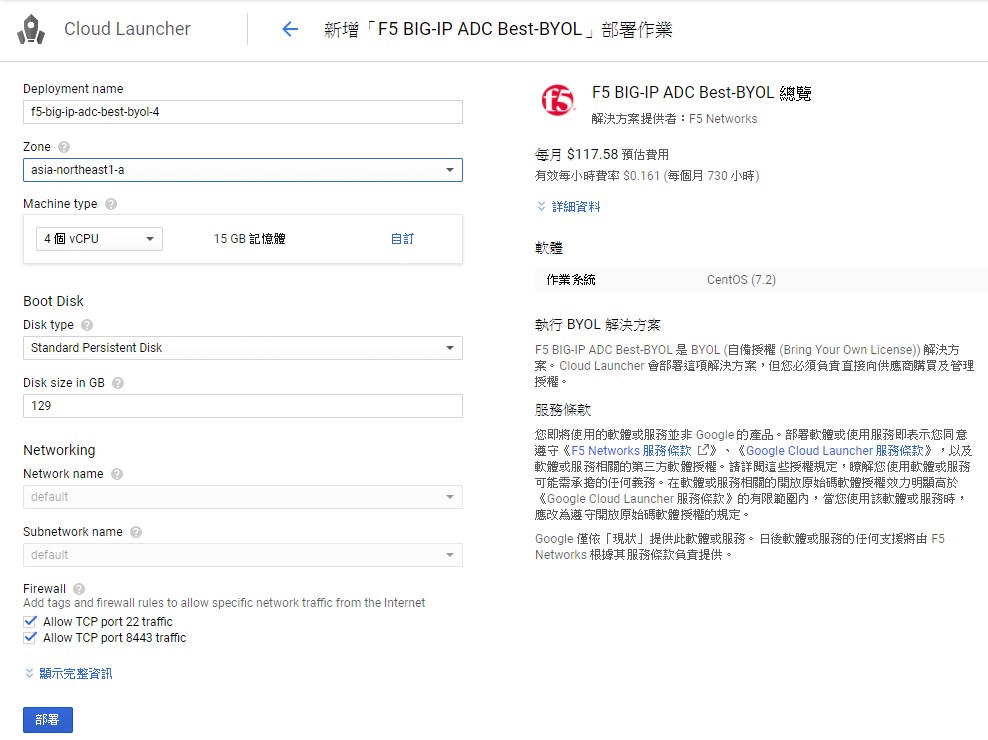 Cloud Launcher
新增「F5 BIG-IP ADC Best-BYOL」部署作業
Deployment name
f5-big-ip-adc-best-byol-4
Zone
asia-northeast1-a
Machine type
4 個 vCPU
15 GB 記憶體
自訂
Boot Disk
Disk type
Standard Persistent Disk
Disk size in GB
129
Networking
Network name
default
Subnetwork name
default
Firewall
Add tags and firewall rules to allow specific network traffic from the Internet
Allow TCP port 22 traffic
Allow TCP port 8443 traffic
顯示完整資訊
部署
f5
F5 BIG-IP ADC Best-BYOL 總覽
解決方案提供者：F5 Networks
每月 $117.58 預估費用
有效每小時費率 $0.161 (每個月 730 小時)
詳細資料
軟體
作業系統
CentOS (7.2)
執行 BYOL 解決方案
F5 BIG-IP ADC Best-BYOL 是 BYOL (自備授權 (Bring Your Own License)) 解決方
案。Cloud Launcher 會部署這項解決方案，但您必須負責直接向供應商購買及管理
授權。
服務條款
您即將使用的軟體或服務並非 Google 的產品。部署軟體或使用服務即表示您同意
遵守《F5 Networks 服務條款》、《Google Cloud Launcher 服務條款》，以及
軟體或服務相關的第三方軟體授權。請詳閱這些授權規定，瞭解您使用軟體或服務
可能需承擔的任何義務。在軟體或服務相關的開放原始碼軟體授權效力明顯高於
《Google Cloud Launcher 服務條款》的有限範圍內，當您使用該軟體或服務時，
應改為遵守開放原始碼軟體授權的規定。
Google 僅依「現狀」提供此軟體或服務。日後軟體或服務的任何支援將由 F5
Networks 根據其服務條款負責提供。